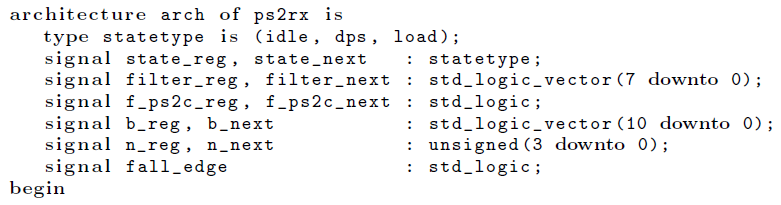 architecture arch of ps2rx is
   type statetype is (idle, dps, load);
   signal state_reg, state_next   : statetype;
   signal filter_reg, filter_next : std_logic_vector(7 downto 0);
   signal f_ps2c_reg, f_ps2c_next : std_logic;
   signal b_reg, b_next           : std_logic_vector(10 downto 0);
   signal n_reg, n_next           : unsigned(3 downto 0);
   signal fall_edge               : std_logic;
begin